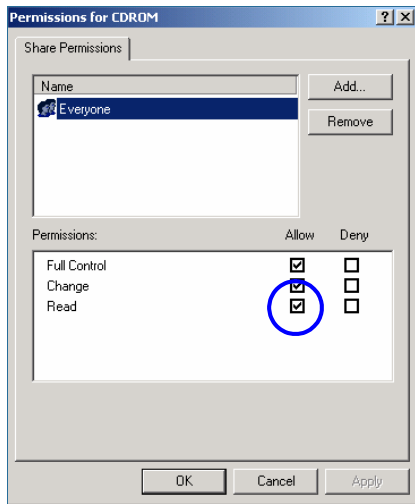 Permissions for CDROM
Share Permissions
Name
Add...
Everyone
Remove
Permissions: Allow Deny
Full Control
Change
Read
OK Cancel Apply